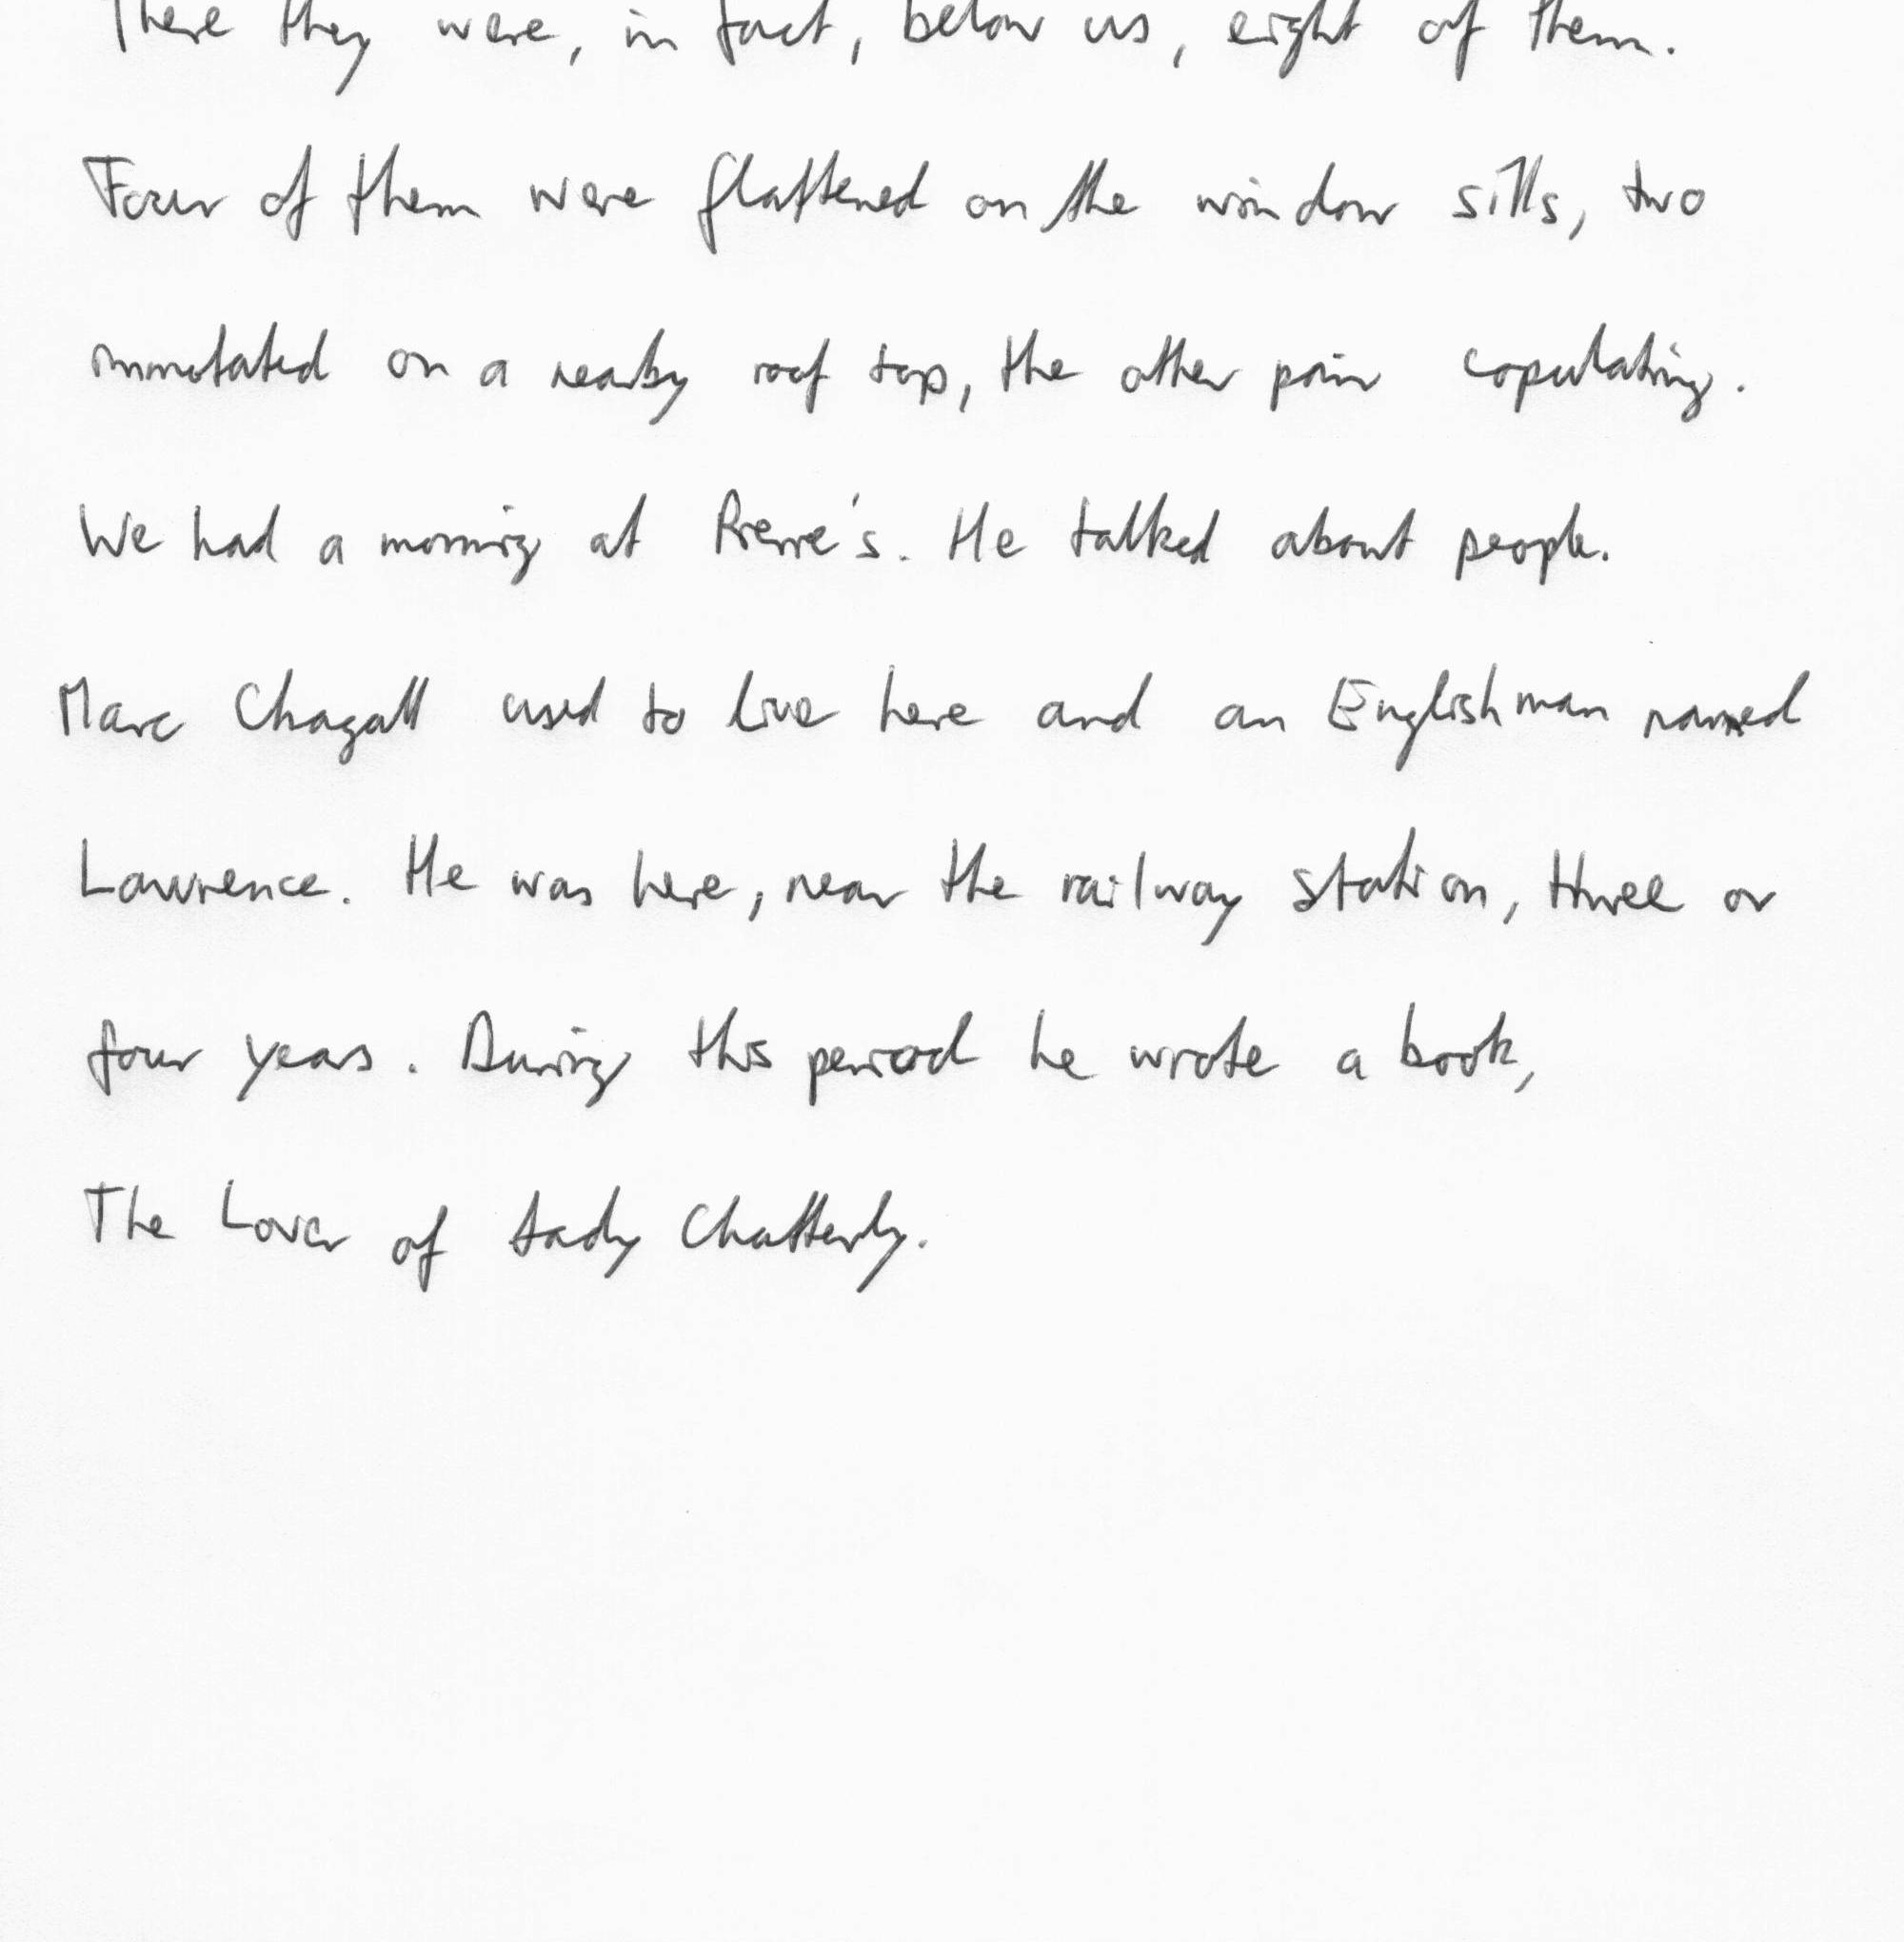 There they were, in fact, below us, eight of them.
Four of them were flattened on the window sills, two
on a nearby roof top, the other pair copulating.
We had a morning at Pierre's. He talked about people.
Marc Chagall used to live here and an Englishman named
Lawrence. He was here, near the railway station, three or
four years. During this period he wrote a book,
The Lover of Lady Chatterly.